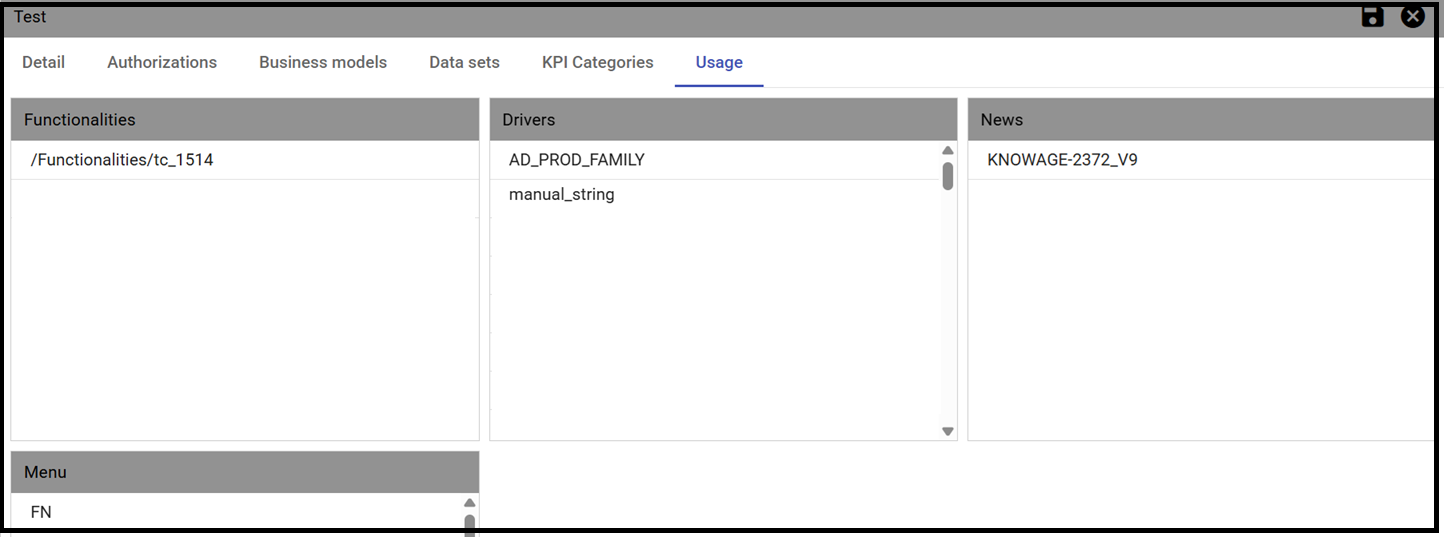 Test
Detail Authorizations Business models Data sets KPI Categories Usage
Functionalities Drivers News
/Functionalities/tc_1514 AD_PROD_FAMILY KNOWAGE-2372_V9
manual_string
Menu
FN